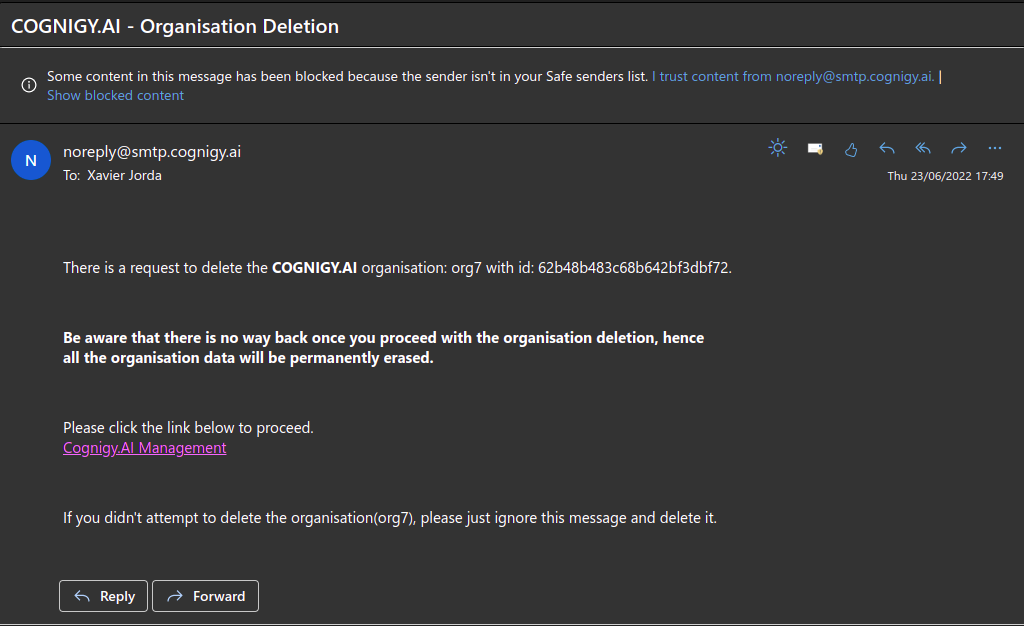 COGNIGY.AI - Organisation Deletion
Some content in this message has been blocked because the sender isn't in your Safe senders list. I trust content from noreply@smtp.cognigy.ai. |
Show blocked content
N
noreply@smtp.cognigy.ai
To: Xavier Jorda
Thu 23/06/2022 17:49
There is a request to delete the COGNIGY.AI organisation: org7 with id: 62b48b483c68b642bf3dbf72.
Be aware that there is no way back once you proceed with the organisation deletion, hence
all the organisation data will be permanently erased.
Please click the link below to proceed.
Cognigy.AI Management
If you didn't attempt to delete the organisation(org7), please just ignore this message and delete it.
Reply
Forward